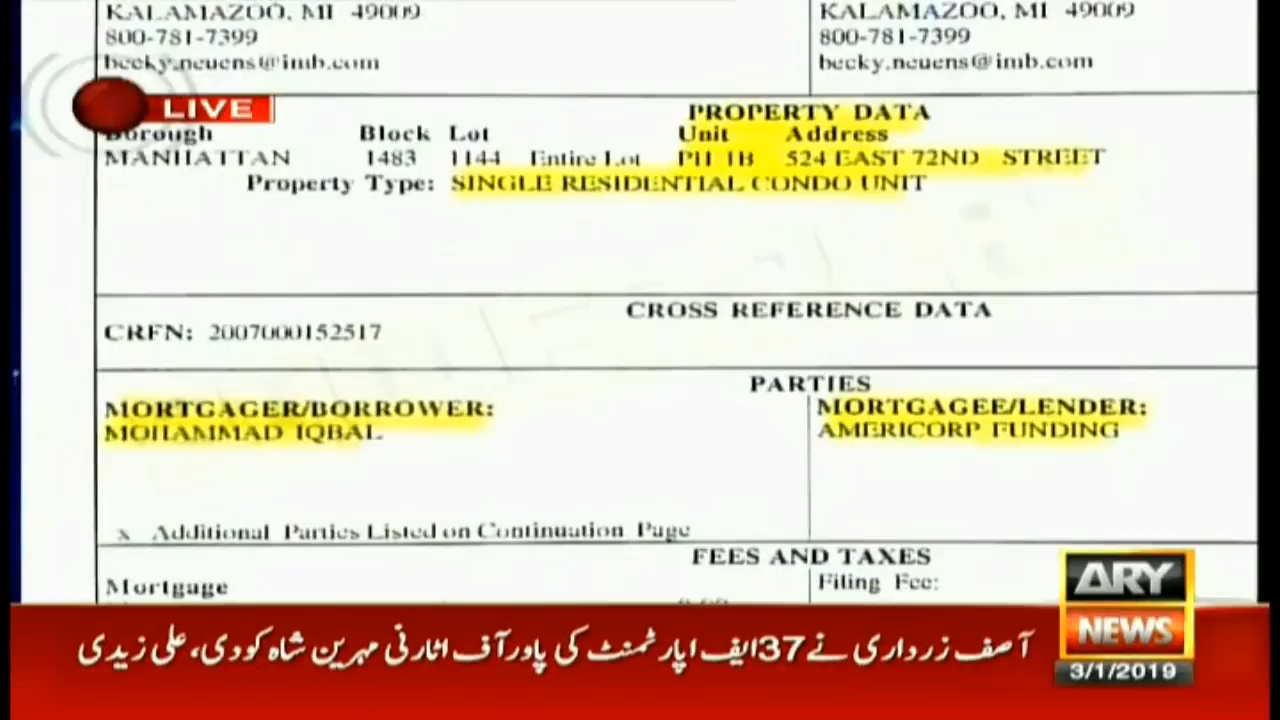 KALAMAZOO, MI 49009
800-781-7399
becky.neuens@imb.com
KALAMAZOO, MI 49009
800-781-7399
becky.neuens@imb.com
LIVE
PROPERTY DATA
Borough Block Lot Unit Address
MANHATTAN 1483 1144 Entire Lot PH 1B 524 EAST 72ND STREET
Property Type: SINGLE RESIDENTIAL CONDO UNIT
CROSS REFERENCE DATA
CRFN: 2007000152517
PARTIES
MORTGAGER/BORROWER:
MOHAMMAD IQBAL
MORTGAGEE/LENDER:
AMERICORP FUNDING
x Additional Parties Listed on Continuation Page
FEES AND TAXES
Mortgage
Filing Fee:
ARY
NEWS
3/1/2019
آصف زرداری نے 37ایف اپارٹمنٹ کی پاور آف اٹارنی مہرین شاہ کو دی، علی زیدی